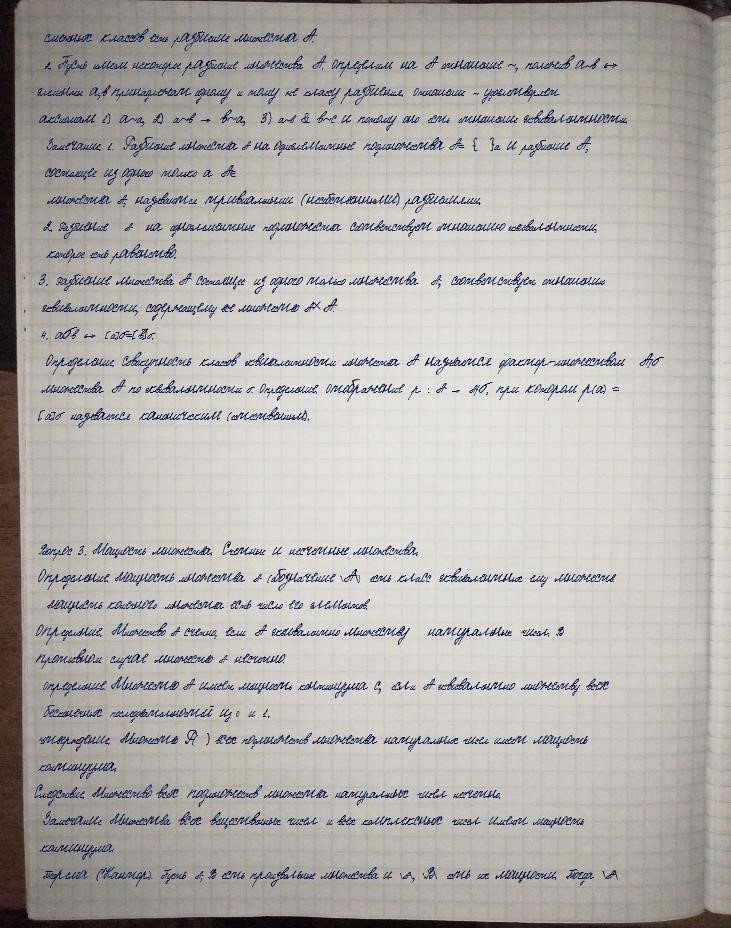 смежных классов есть разбиение множества A.
2. Пусть имеем некоторое разбиение множества A. Определим на A отношение ~, положив a~b ↔
элементы a,b принадлежат одному и тому же классу разбиения. Отношение ~ удовлетворяет
аксиомам 1) a~a, 2) a~b → b~a, 3) a~b & b~c и потому оно есть отношение эквивалентности.
Замечание 1. Разбиение множества A на одноэлементные подмножества A= { }a и разбиение A,
состоящее из одного только a A=
множества A, называются тривиальными (несобственными) разбиениями.
2. Разбиение A на одноэлементные подмножества соответствует отношению эквивалентности,
которое есть равенство.
3. Разбиение множества A состоящее из одного только множества A, соответствует отношению
эквивалентности, содержащему все множество A×A.
4. aσb ↔ [a]σ=[b]σ.
Определение Совокупность классов эквивалентности множества A называется фактор-множеством A/σ
множества A по эквивалентности σ Определение. Отображение p : A → A/σ, при котором p(a) =
[a]σ называется каноническим (естественным).
Вопрос 3. Мощность множества. Счетные и несчетные множества.
Определение Мощность множества A (обозначение \A\) есть класс эквивалентных ему множеств
мощность конечного множества есть число его элементов.
Определение. Множество A счетно, если A эквивалентно множеству натуральных чисел. В
противном случае множество A несчетно.
Определение Множество A имеет мощность континуума c, если A эквивалентно множеству всех
бесконечных последовательностей из 0 и 1.
Утверждение. Множество ) всех подмножеств множества натуральных чисел имеет мощность
континуума.
Следствие. Множество всех подмножеств множества натуральных чисел несчетно.
Замечание Множества всех вещественных чисел и всех комплексных чисел имеют мощность
континуума.
Теорема (Кантор). Пусть A, B есть произвольные множества и \A\, \B\ есть их мощности. Тогда \A\